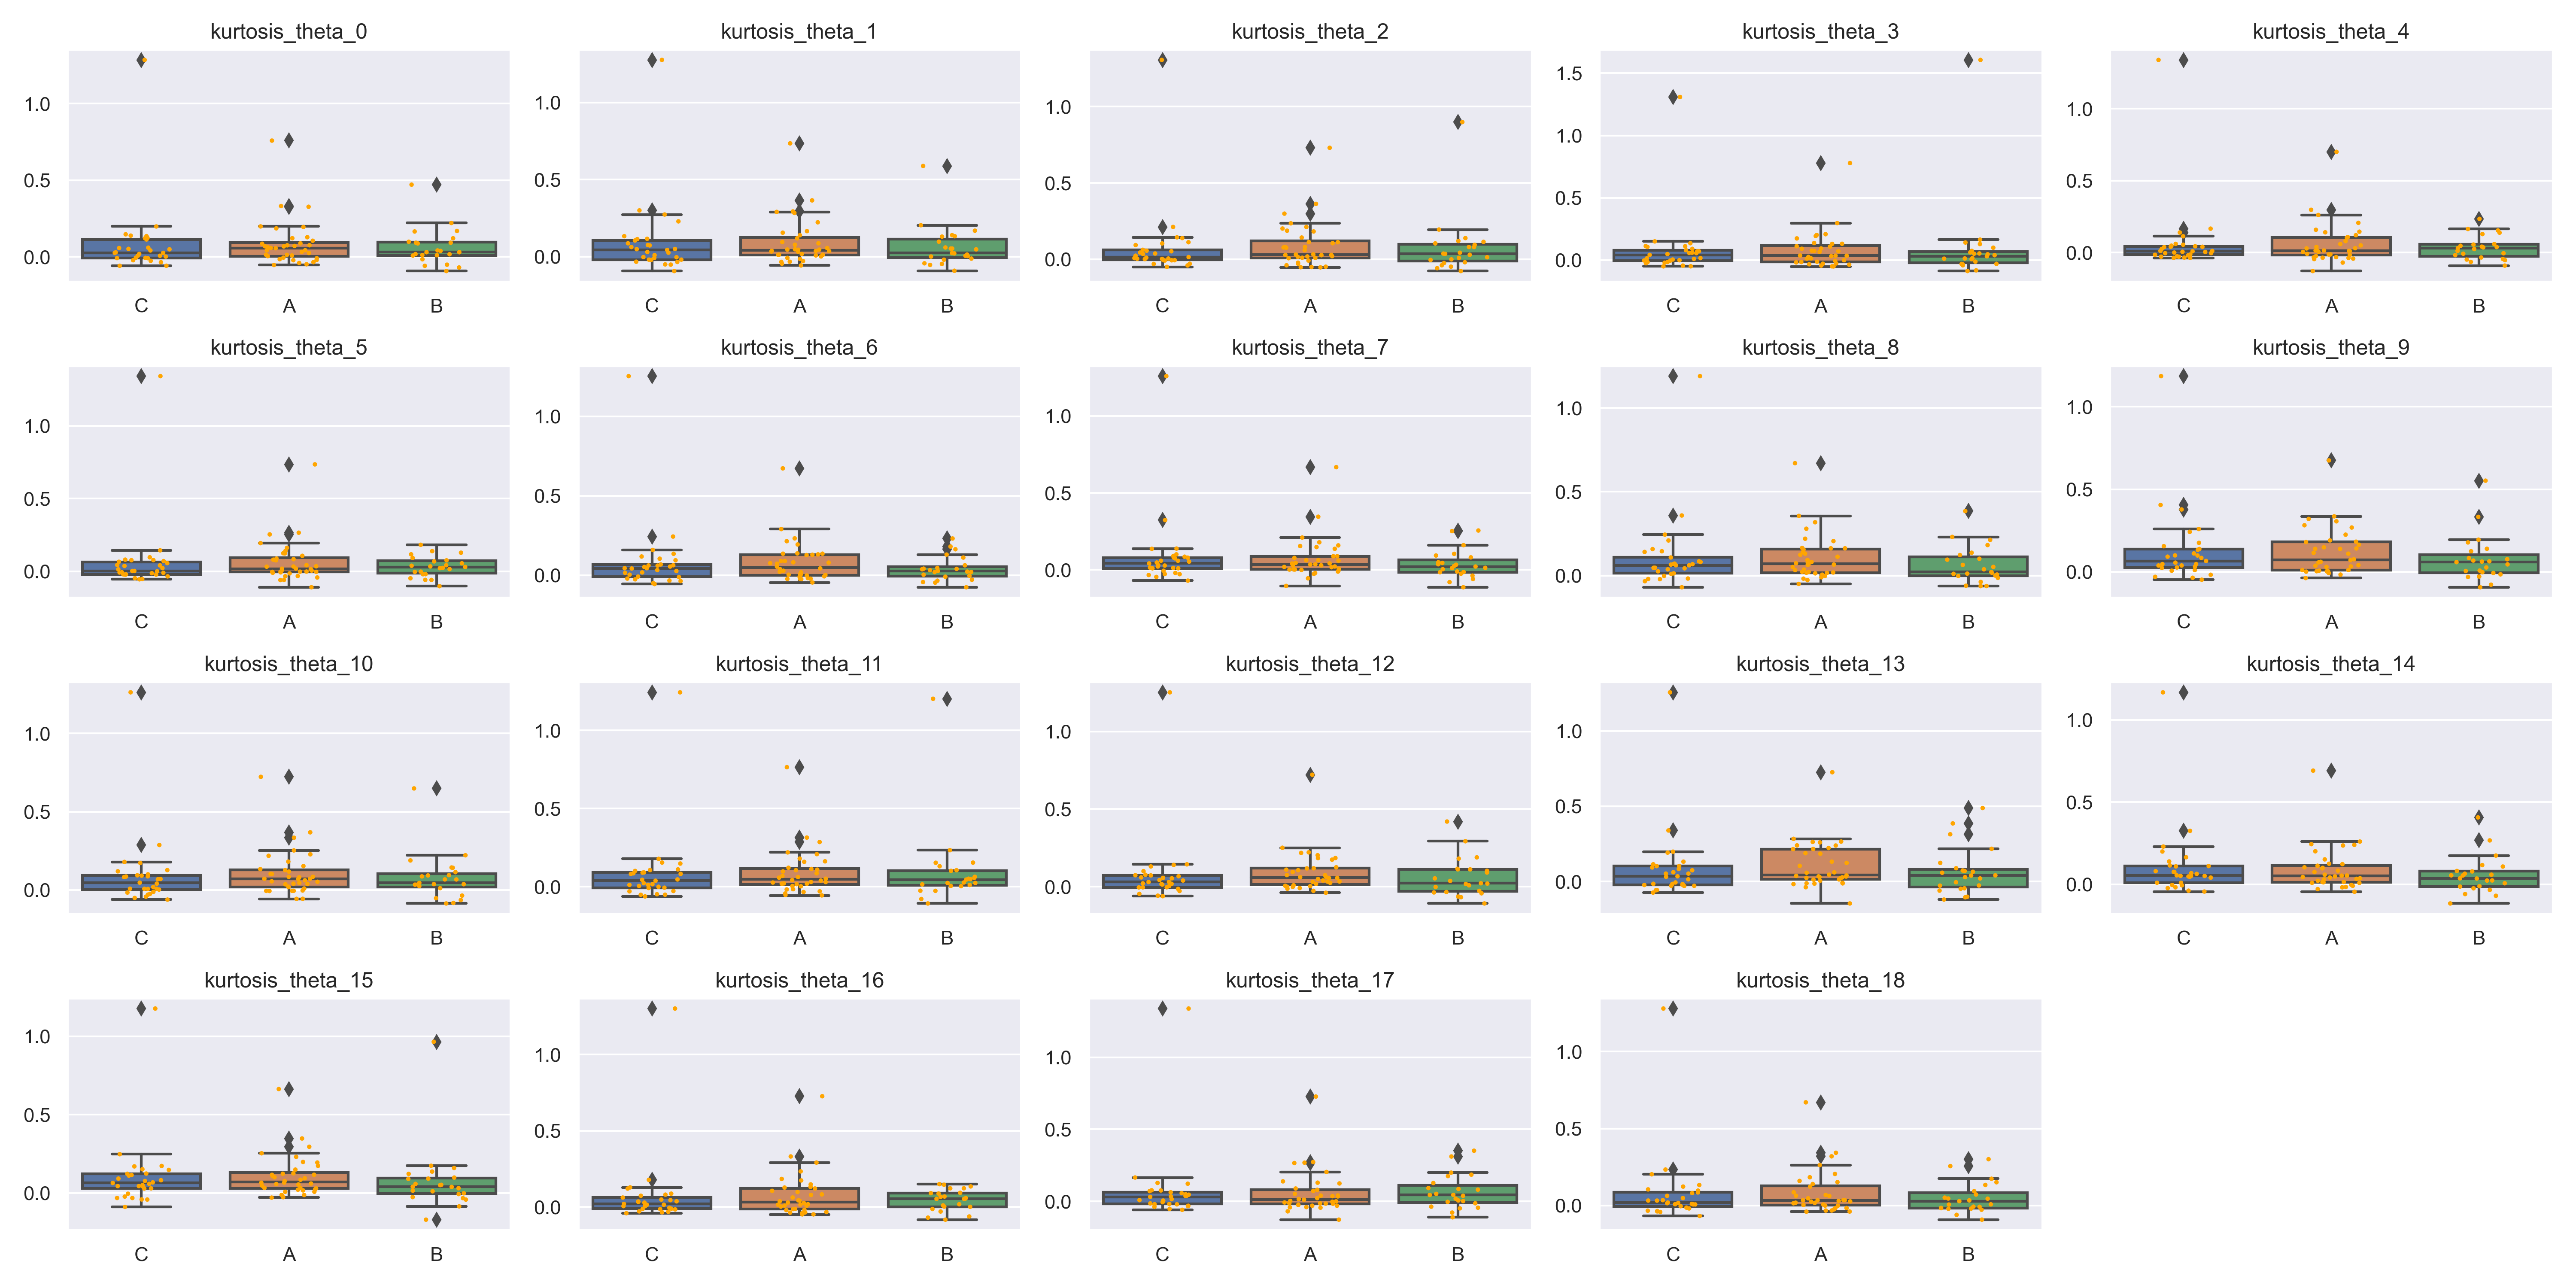 kurtosis_theta_0 kurtosis_theta_1 kurtosis_theta_2 kurtosis_theta_3 kurtosis_theta_4
1.0 1.0 1.0 1.5 1.0
0.5 0.5 0.5 1.0 0.5
0.0 0.0 0.0 0.5 0.0
0.0
C A B C A B C A B C A B C A B
kurtosis_theta_5 kurtosis_theta_6 kurtosis_theta_7 kurtosis_theta_8 kurtosis_theta_9
1.0 1.0 1.0 1.0 1.0
0.5 0.5 0.5 0.5 0.5
0.0 0.0 0.0 0.0 0.0
C A B C A B C A B C A B C A B
kurtosis_theta_10 kurtosis_theta_11 kurtosis_theta_12 kurtosis_theta_13 kurtosis_theta_14
1.0 1.0 1.0 1.0 1.0
0.5 0.5 0.5 0.5 0.5
0.0 0.0 0.0 0.0 0.0
C A B C A B C A B C A B C A B
kurtosis_theta_15 kurtosis_theta_16 kurtosis_theta_17 kurtosis_theta_18
1.0 1.0 1.0 1.0
0.5 0.5 0.5 0.5
0.0 0.0 0.0 0.0
C A B C A B C A B C A B